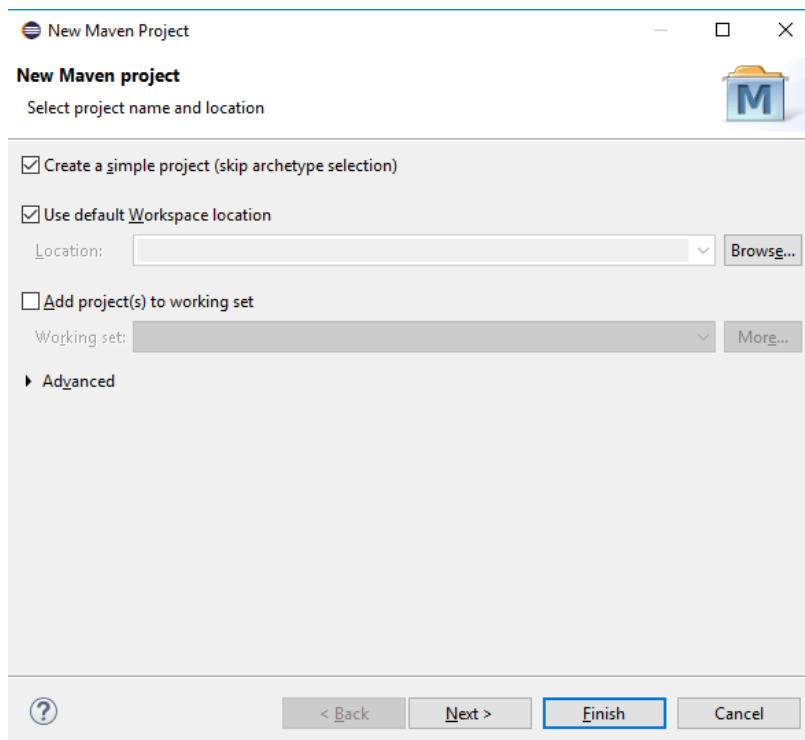 New Maven Project
New Maven project
Select project name and location
M
Create a simple project (skip archetype selection)
Use default Workspace location
Location:
Browse...
Add project(s) to working set
Working set:
More...
Advanced
?
< Back
Next >
Finish
Cancel